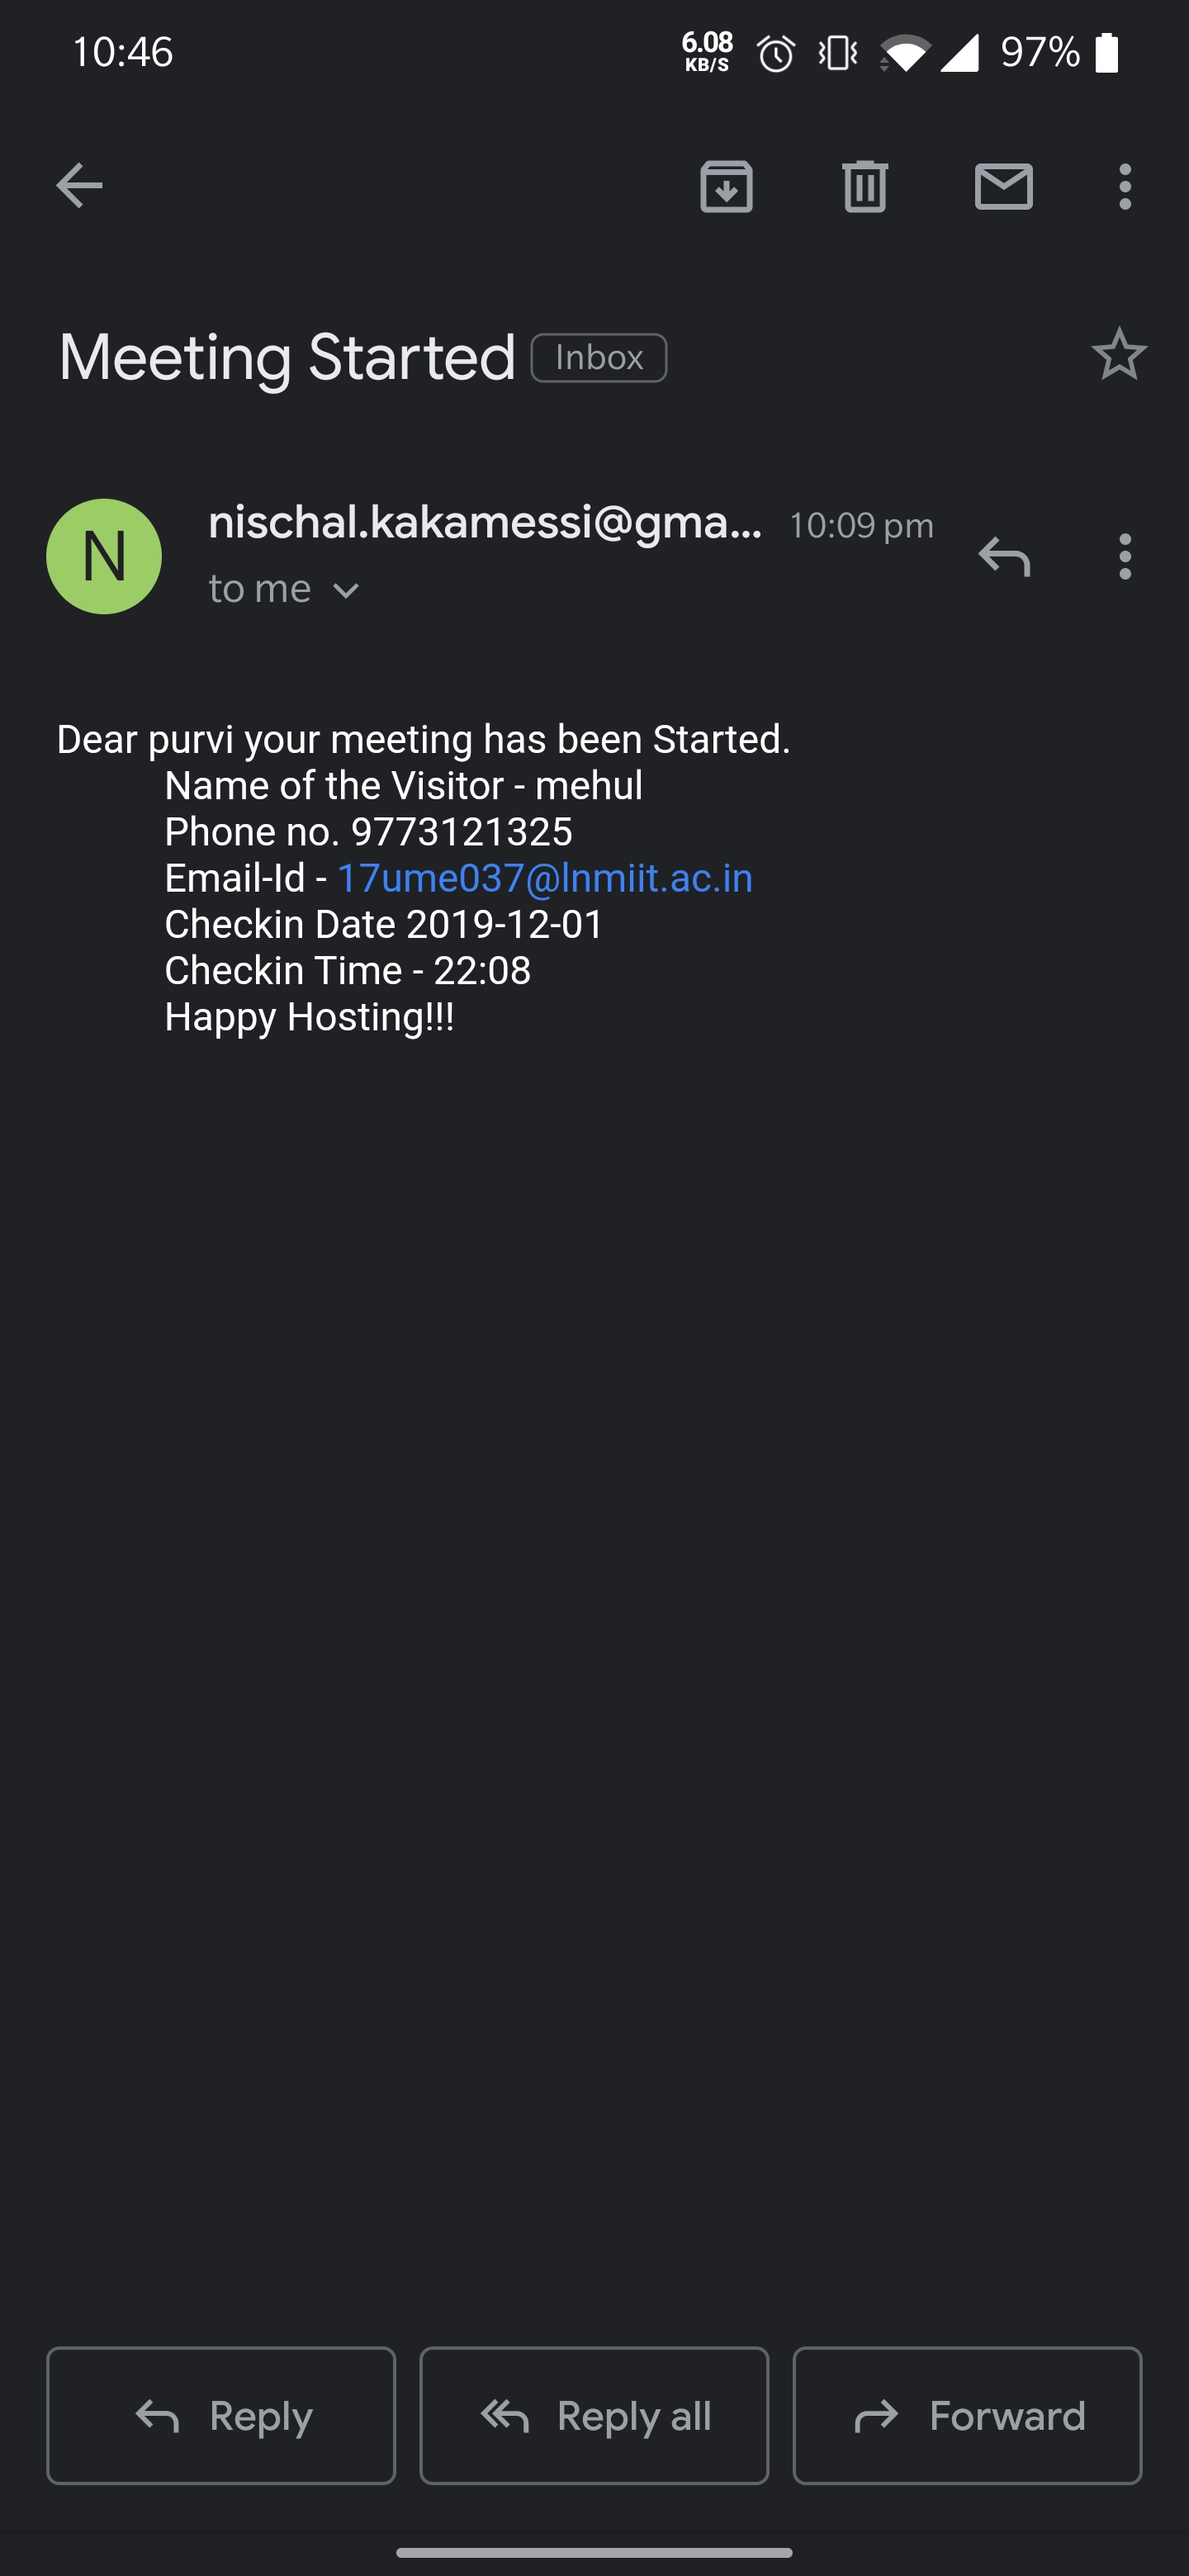 10:46 6.08 KB/S 97%
Meeting Started Inbox
N
nischal.kakamessi@gma... 10:09 pm
to me
Dear purvi your meeting has been Started.
Name of the Visitor - mehul
Phone no. 9773121325
Email-Id - 17ume037@lnmiit.ac.in
Checkin Date 2019-12-01
Checkin Time - 22:08
Happy Hosting!!!
Reply Reply all Forward